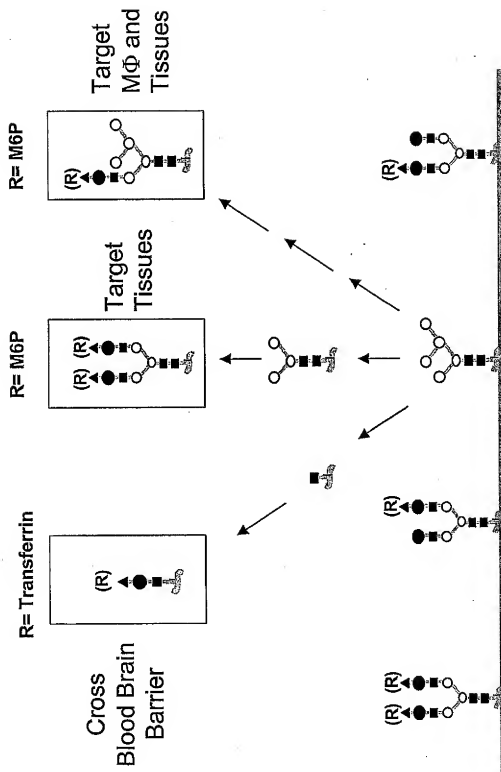 R= Transferrin
R= M6P
R= M6P
Cross
Blood Brain
Barrier
(R)
Target
Tissues
(R) (R)
Target
MΦ and
Tissues
(R)
(R) (R)
(R)
(R)